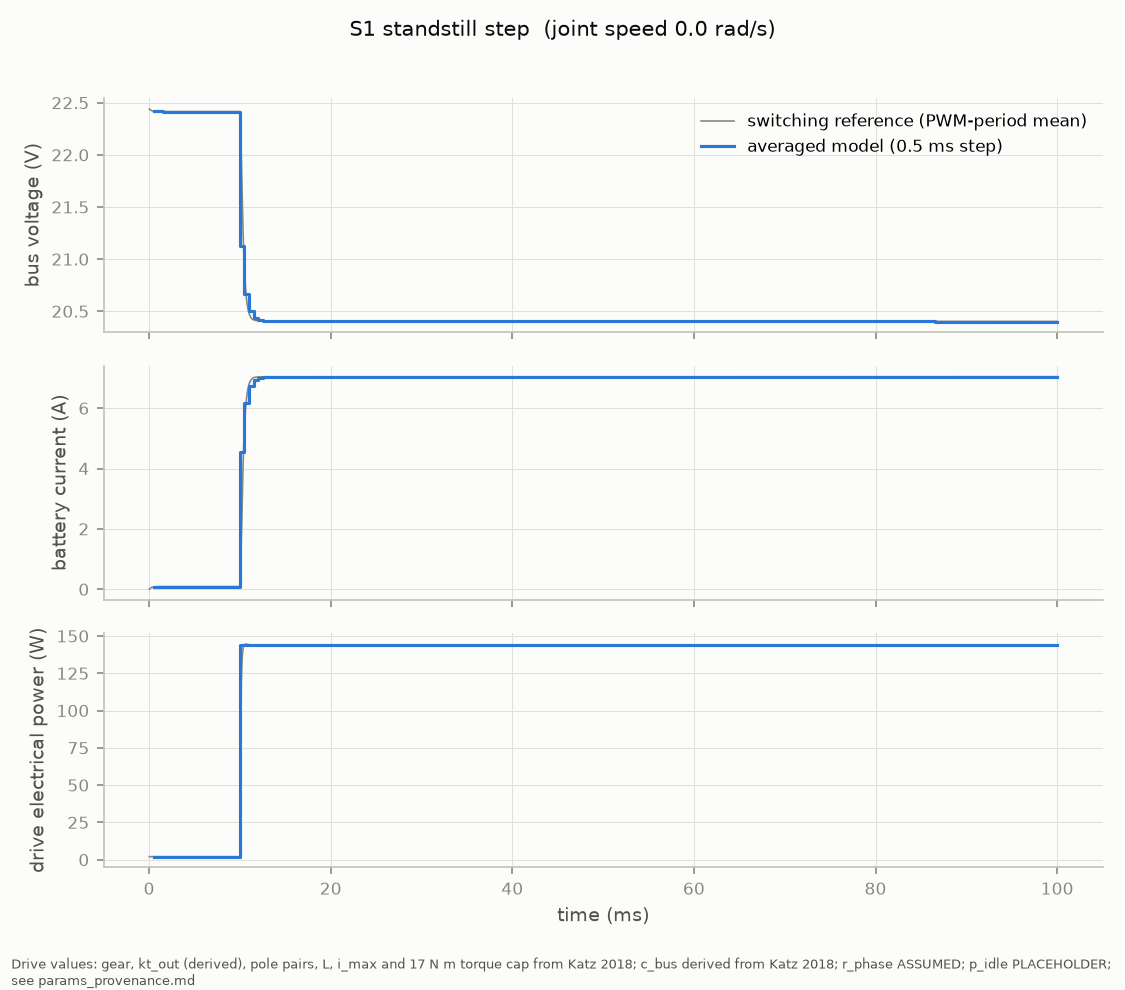 S1 standstill step  (joint speed 0.0 rad/s)
switching reference (PWM-period mean)
averaged model (0.5 ms step)
bus voltage (V)
22.5
22.0
21.5
21.0
20.5
battery current (A)
6
4
2
0
drive electrical power (W)
150
125
100
75
50
25
0
0 20 40 60 80 100
time (ms)
Drive values: gear, kt_out (derived), pole pairs, L, i_max and 17 N m torque cap from Katz 2018; c_bus derived from Katz 2018; r_phase ASSUMED; p_idle PLACEHOLDER;
see params_provenance.md